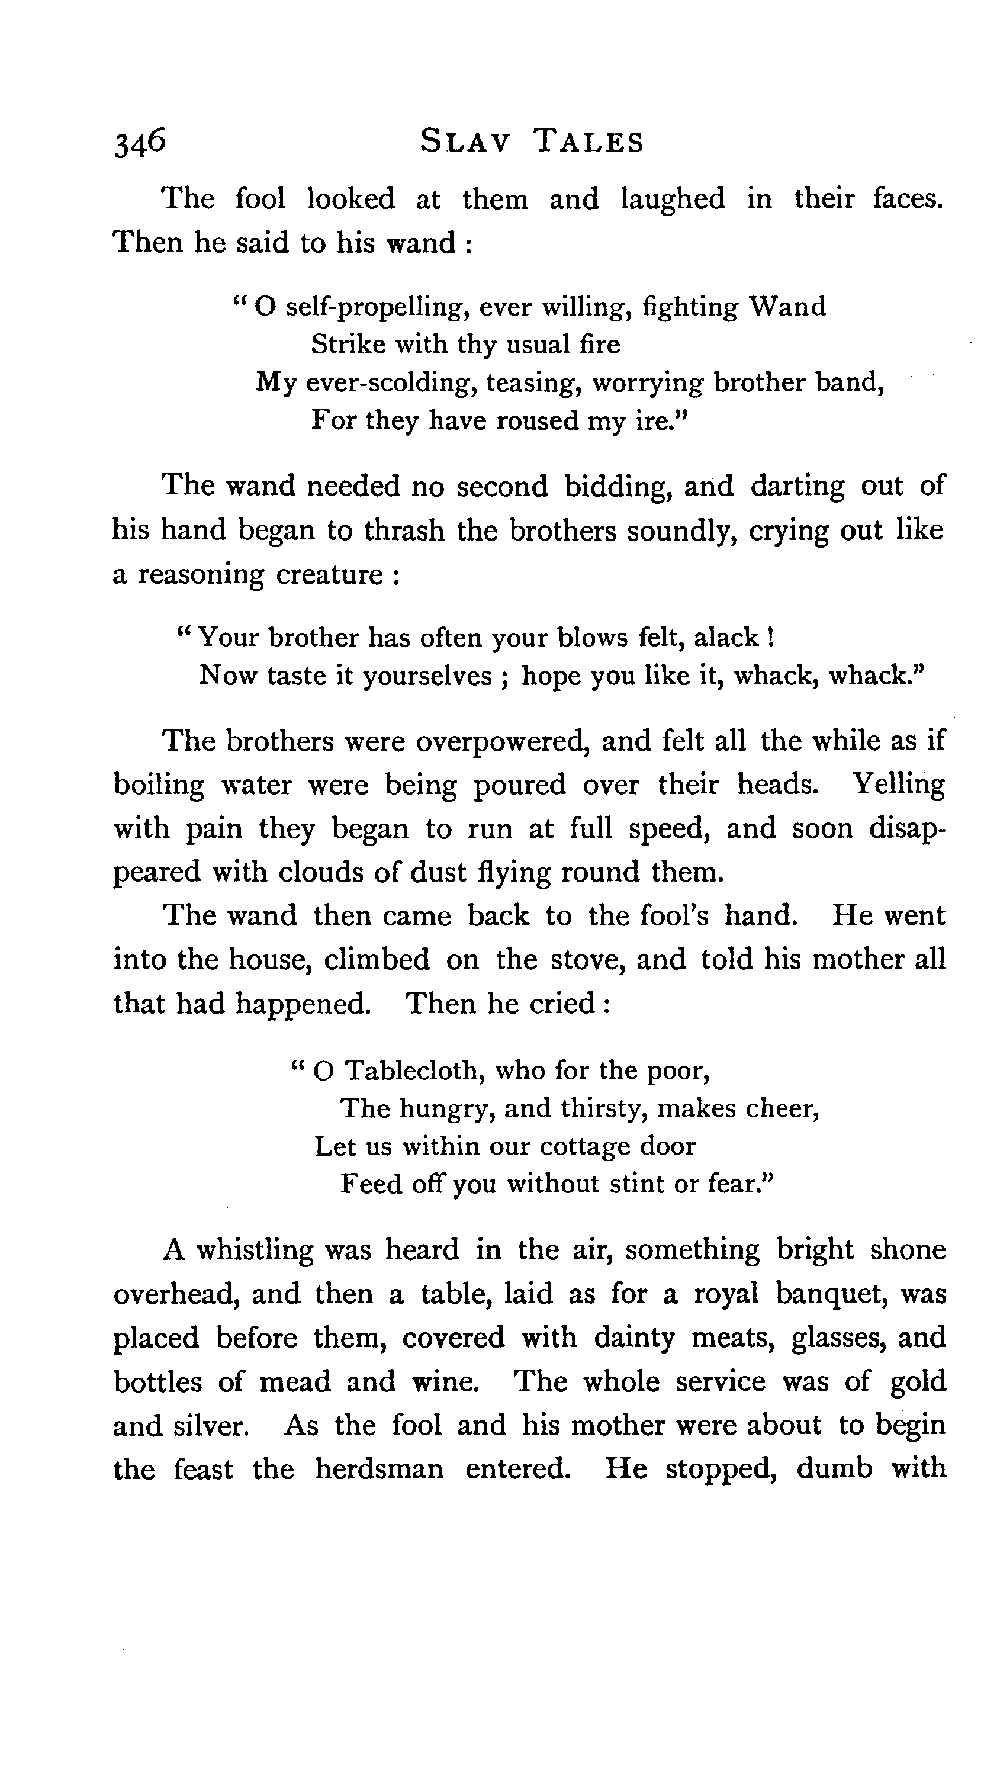 346 SLAV TALES
The fool looked at them and laughed in their faces.
Then he said to his wand :
" O self-propelling, ever willing, fighting Wand
Strike with thy usual fire
My ever-scolding, teasing, worrying brother band,
For they have roused my ire."
The wand needed no second bidding, and darting out of
his hand began to thrash the brothers soundly, crying out like
a reasoning creature :
" Your brother has often your blows felt, alack !
Now taste it yourselves ; hope you like it, whack, whack."
The brothers were overpowered, and felt all the while as if
boiling water were being poured over their heads. Yelling
with pain they began to run at full speed, and soon disap-
peared with clouds of dust flying round them.
The wand then came back to the fool's hand. He went
into the house, climbed on the stove, and told his mother all
that had happened. Then he cried :
" O Tablecloth, who for the poor,
The hungry, and thirsty, makes cheer,
Let us within our cottage door
Feed off you without stint or fear."
A whistling was heard in the air, something bright shone
overhead, and then a table, laid as for a royal banquet, was
placed before them, covered with dainty meats, glasses, and
bottles of mead and wine. The whole service was of gold
and silver. As the fool and his mother were about to begin
the feast the herdsman entered. He stopped, dumb with